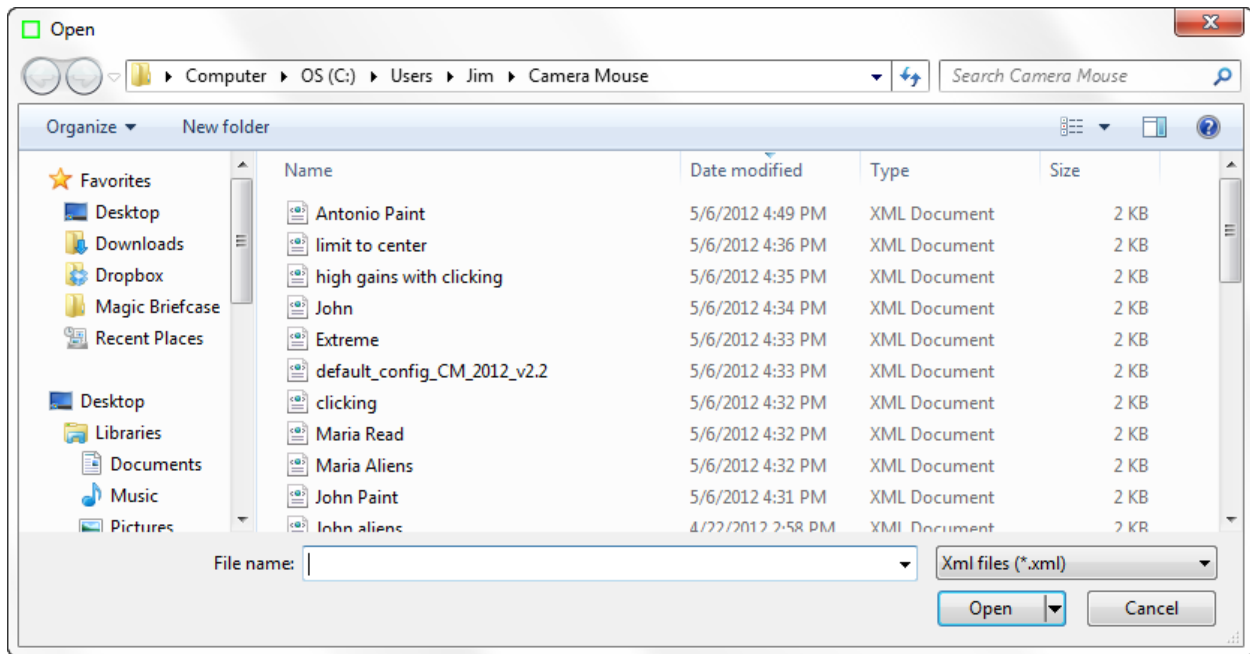 Open
Computer OS (C:) Users Jim Camera Mouse Search Camera Mouse
Organize New folder
Name Date modified Type Size
Favorites
Desktop Antonio Paint 5/6/2012 4:49 PM XML Document 2 KB
Downloads limit to center 5/6/2012 4:36 PM XML Document 2 KB
Dropbox high gains with clicking 5/6/2012 4:35 PM XML Document 2 KB
Magic Briefcase John 5/6/2012 4:34 PM XML Document 2 KB
Recent Places Extreme 5/6/2012 4:33 PM XML Document 2 KB
default_config_CM_2012_v2.2 5/6/2012 4:33 PM XML Document 2 KB
Desktop clicking 5/6/2012 4:32 PM XML Document 2 KB
Libraries Maria Read 5/6/2012 4:32 PM XML Document 2 KB
Documents Maria Aliens 5/6/2012 4:32 PM XML Document 2 KB
Music John Paint 5/6/2012 4:31 PM XML Document 2 KB
Pictures John aliens 4/22/2012 2:58 PM XML Document 2 KB
File name: Xml files (*.xml)
Open Cancel